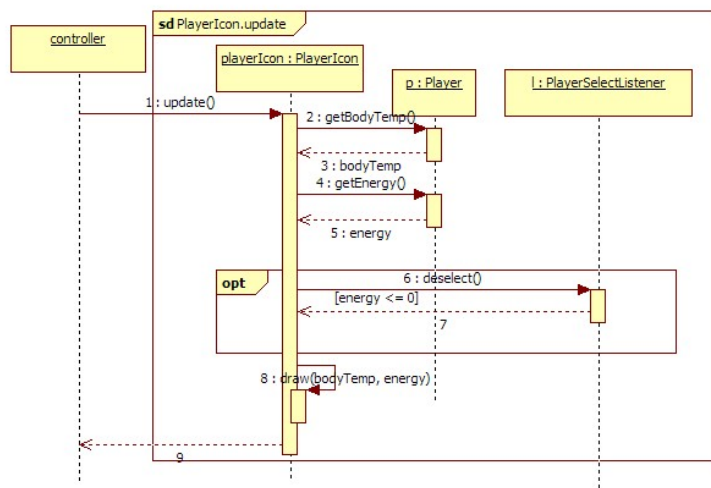 sd PlayerIcon.update
controller
playerIcon : PlayerIcon
p : Player
l : PlayerSelectListener
1 : update()
2 : getBodyTemp()
3 : bodyTemp
4 : getEnergy()
5 : energy
opt
6 : deselect()
[energy <= 0]
7
8 : draw(bodyTemp, energy)
9